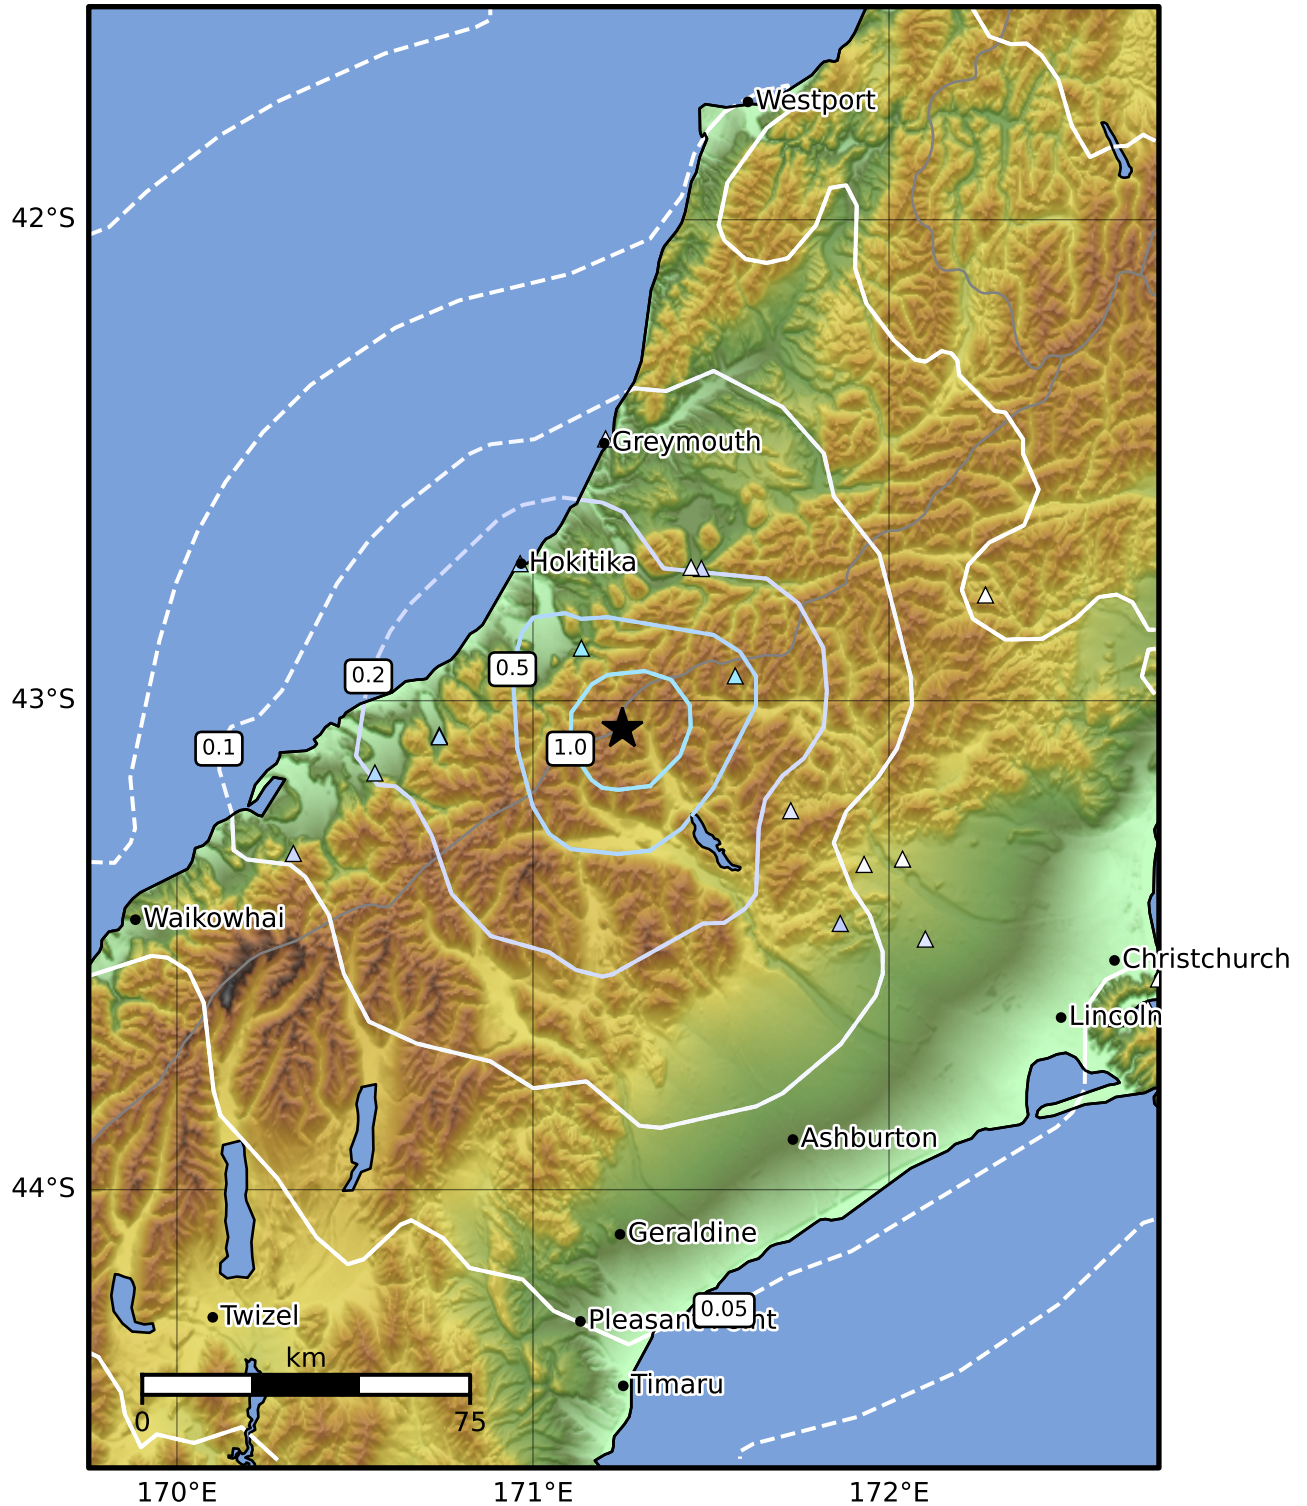 Westport
42°S
Greymouth
Hokitika
0.5
0.2
43°S
0.1
1.0
Waikowhai
Christchurch
Lincoln
Ashburton
44°S
Geraldine
0.05
Twizel
Pleasant Point
km
Timaru
0
75
170°E
171°E
172°E